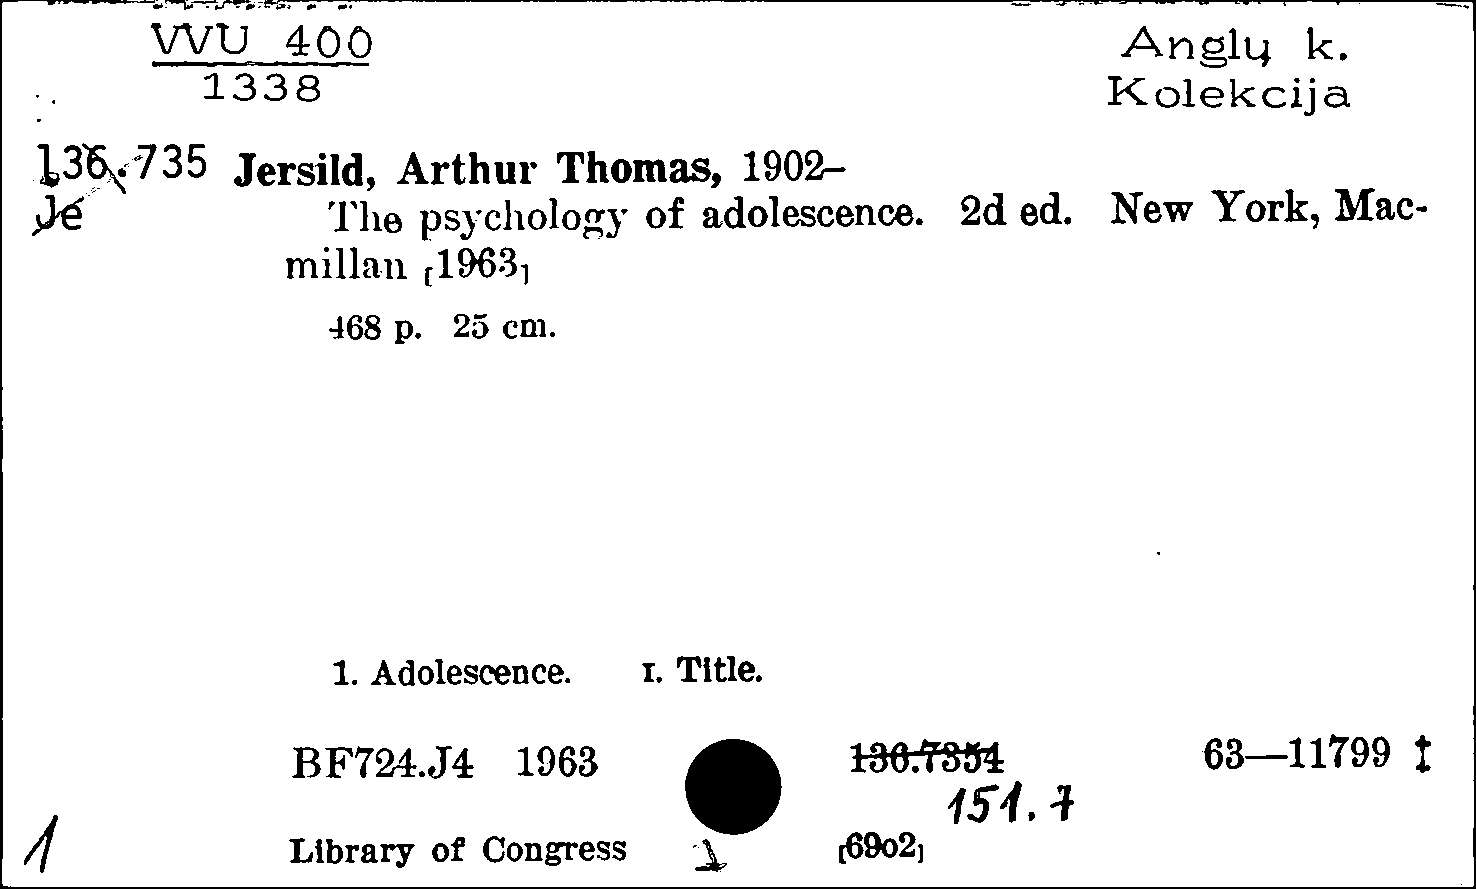 VVU 400
1338
Anglų k.
Kolekcija
136.735 Jersild, Arthur Thomas, 1902–
Je The psychology of adolescence. 2d ed. New York, Mac-
millan [1963]
468 p. 25 cm.
1. Adolescence. I. Title.
BF724.J4 1963 136.7354 63—11799 ‡
151.7
1 Library of Congress 1 [69o2]